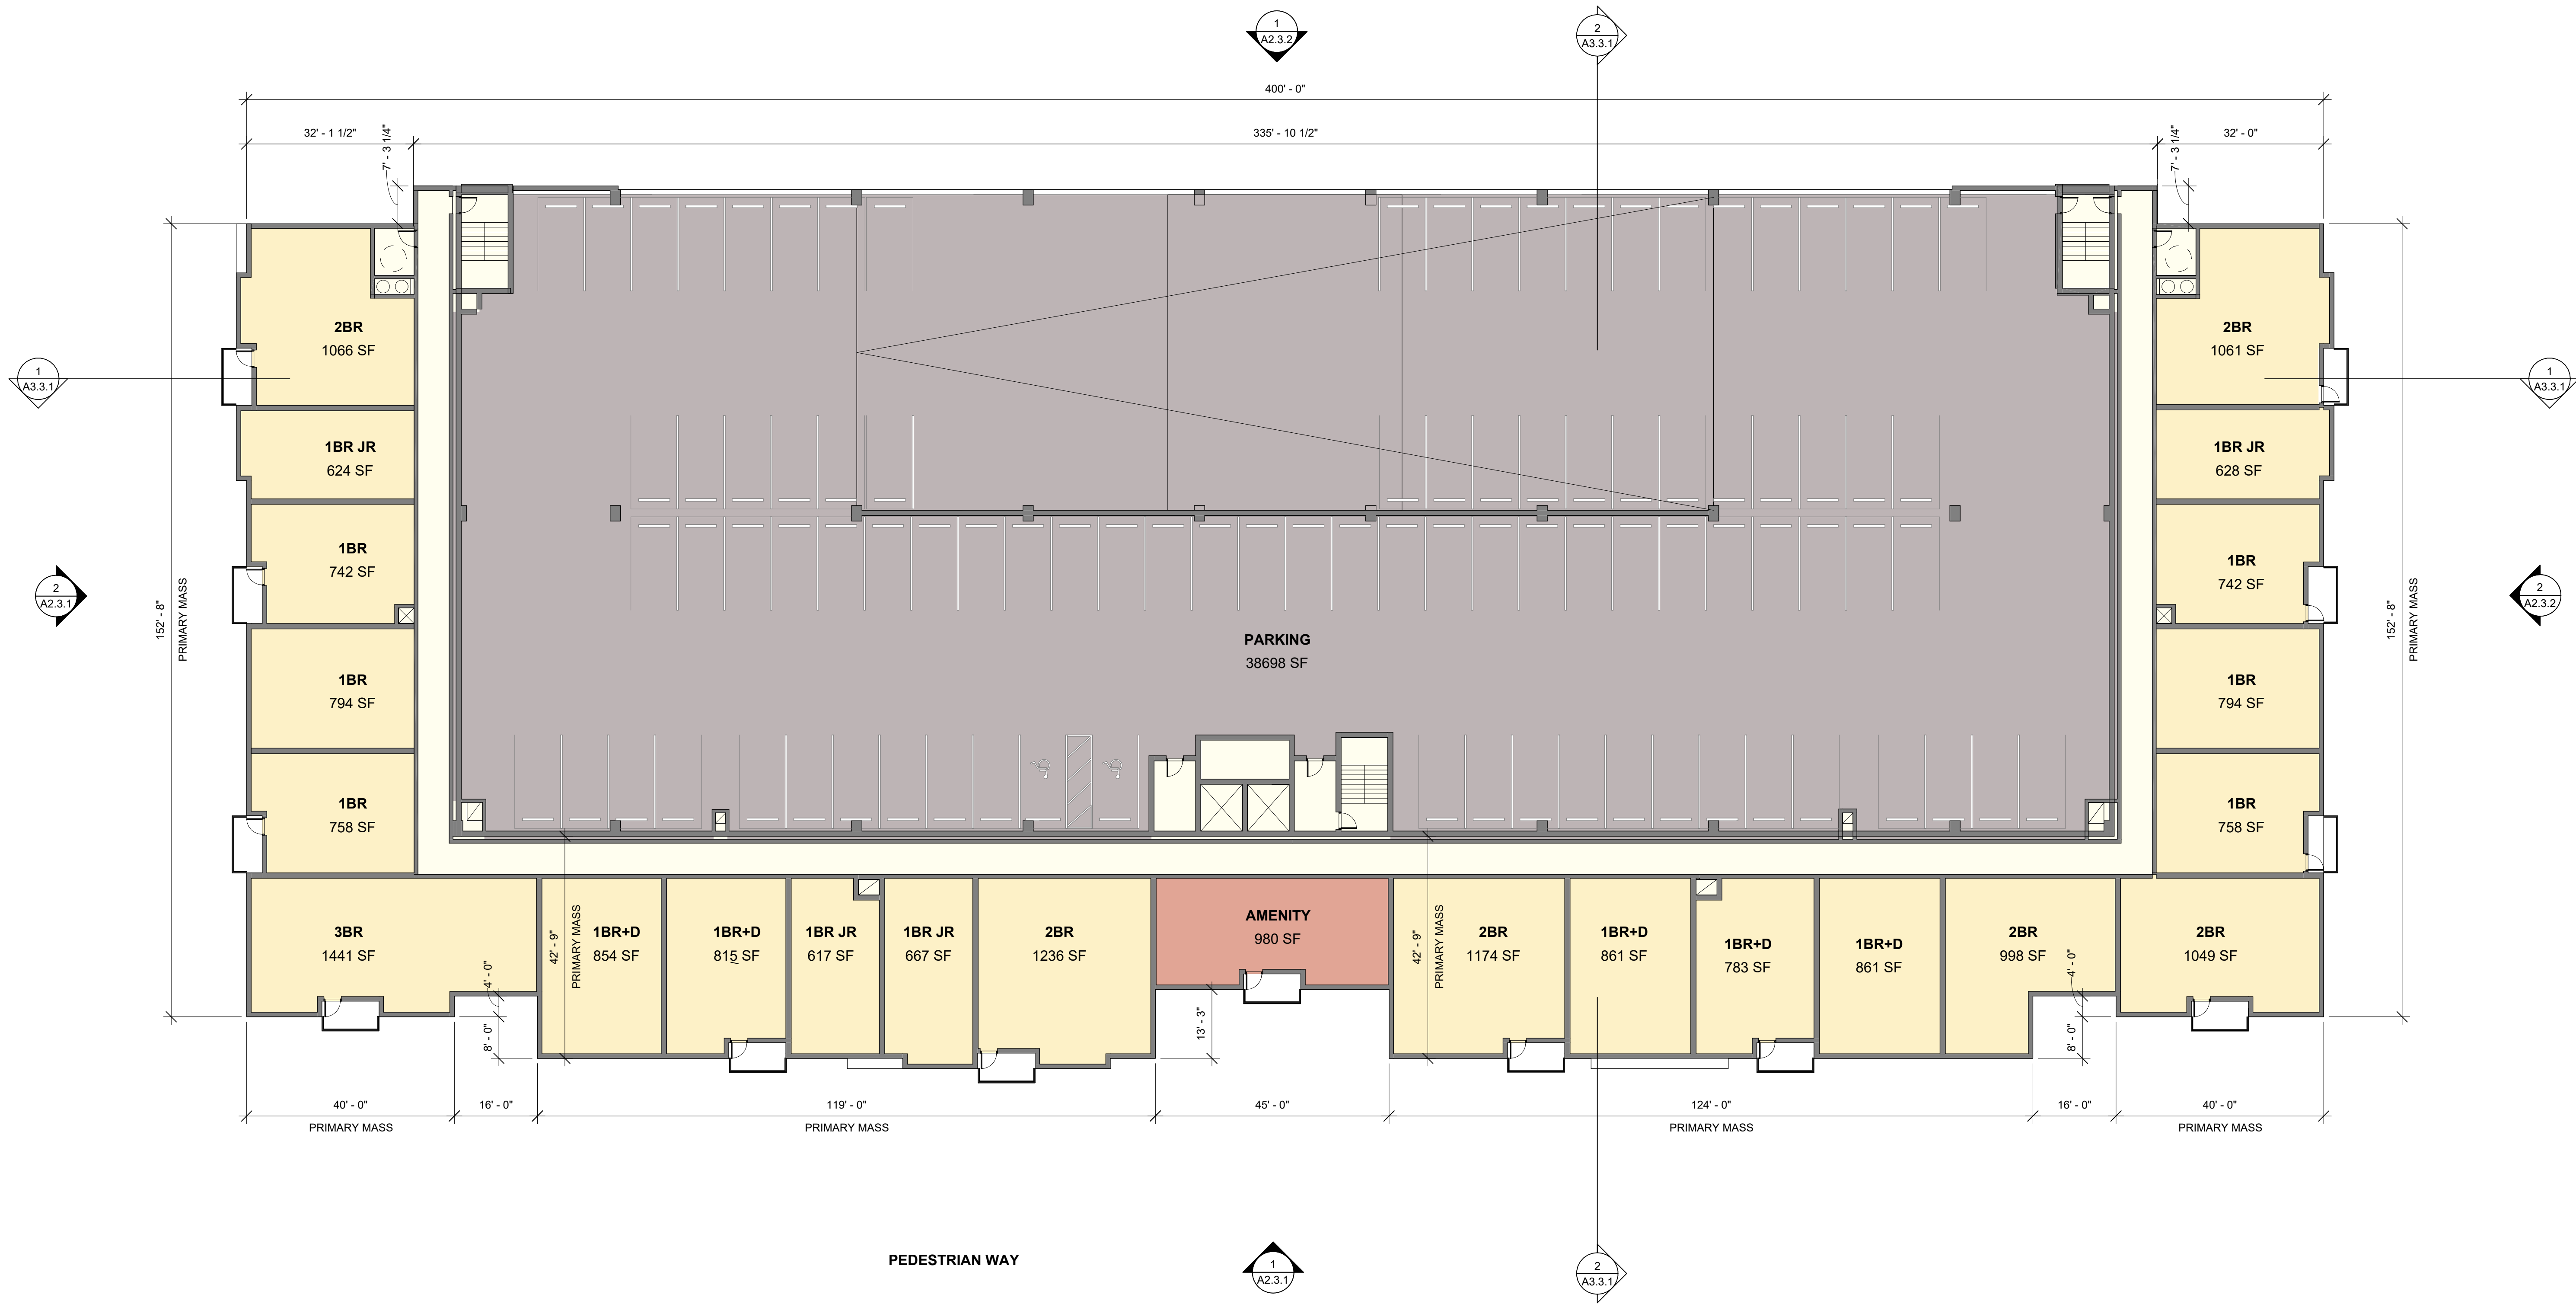 1
A2.3.2
2
A3.3.1
400' - 0"
32' - 1 1/2"
335' - 10 1/2"
32' - 0"
7' - 3 1/4"
7' - 3 1/4"
2BR
1066 SF
2BR
1061 SF
1
A3.3.1
1
A3.3.1
1BR JR
624 SF
1BR JR
628 SF
1BR
742 SF
1BR
742 SF
2
A2.3.1
2
A2.3.2
152' - 8"
PRIMARY MASS
152' - 8"
PRIMARY MASS
PARKING
38698 SF
1BR
794 SF
1BR
794 SF
1BR
758 SF
1BR
758 SF
3BR
1441 SF
42' - 9"
PRIMARY MASS
1BR+D
854 SF
1BR+D
815 SF
1BR JR
617 SF
1BR JR
667 SF
2BR
1236 SF
AMENITY
980 SF
42' - 9"
PRIMARY MASS
2BR
1174 SF
1BR+D
861 SF
1BR+D
783 SF
1BR+D
861 SF
2BR
998 SF
2BR
1049 SF
4' - 0"
8' - 0"
13' - 3"
4' - 0"
8' - 0"
40' - 0"
PRIMARY MASS
16' - 0"
119' - 0"
PRIMARY MASS
45' - 0"
124' - 0"
PRIMARY MASS
16' - 0"
40' - 0"
PRIMARY MASS
PEDESTRIAN WAY
1
A2.3.1
2
A3.3.1